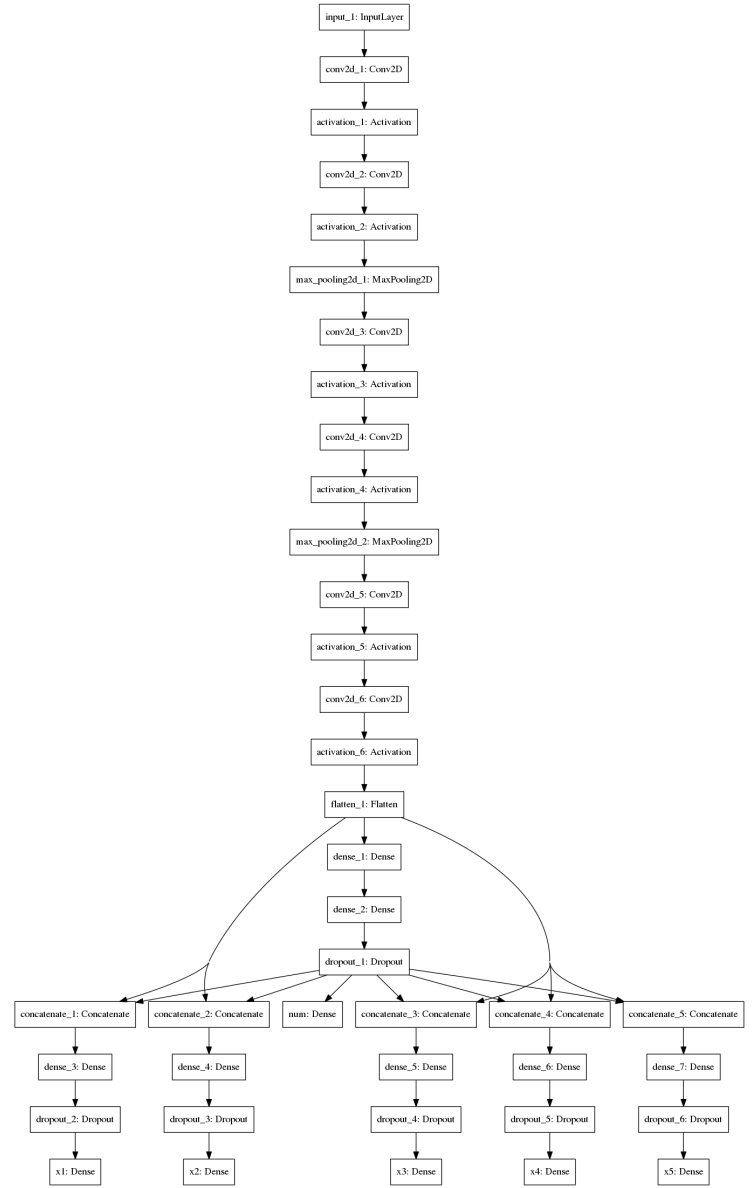 input_1: InputLayer
conv2d_1: Conv2D
activation_1: Activation
conv2d_2: Conv2D
activation_2: Activation
max_pooling2d_1: MaxPooling2D
conv2d_3: Conv2D
activation_3: Activation
conv2d_4: Conv2D
activation_4: Activation
max_pooling2d_2: MaxPooling2D
conv2d_5: Conv2D
activation_5: Activation
conv2d_6: Conv2D
activation_6: Activation
flatten_1: Flatten
dense_1: Dense
dense_2: Dense
dropout_1: Dropout
concatenate_1: Concatenate
concatenate_2: Concatenate
num: Dense
concatenate_3: Concatenate
concatenate_4: Concatenate
concatenate_5: Concatenate
dense_3: Dense
dense_4: Dense
dense_5: Dense
dense_6: Dense
dense_7: Dense
dropout_2: Dropout
dropout_3: Dropout
dropout_4: Dropout
dropout_5: Dropout
dropout_6: Dropout
x1: Dense
x2: Dense
x3: Dense
x4: Dense
x5: Dense